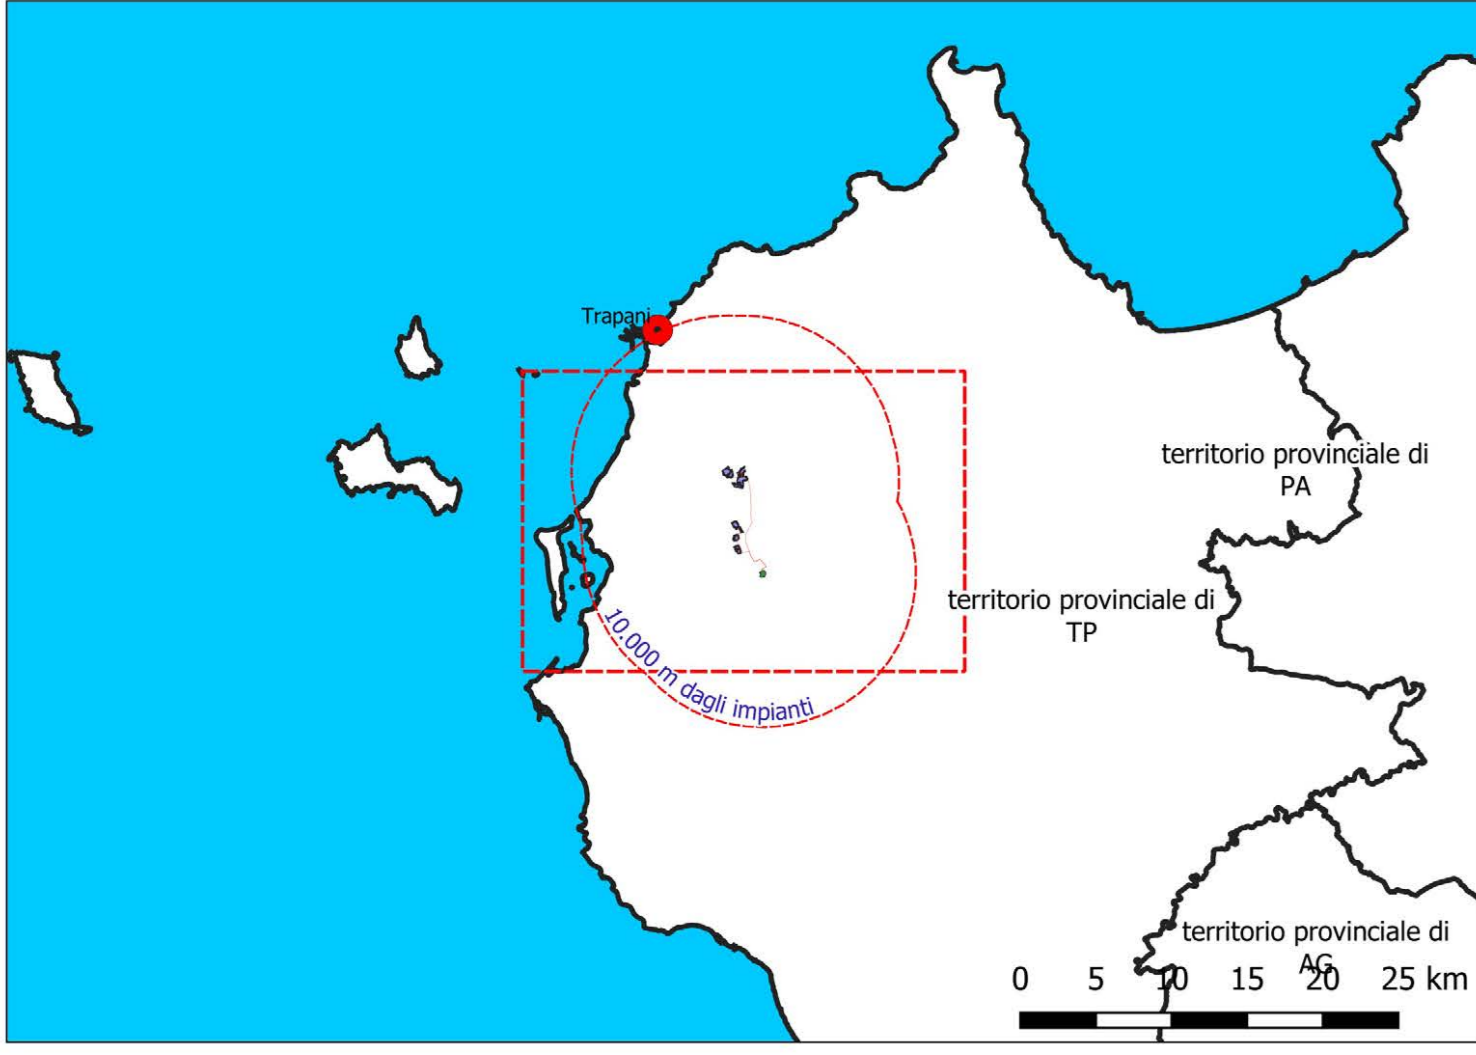 Trapani
territorio provinciale di
PA
territorio provinciale di
TP
10.000 m dagli impianti
territorio provinciale di
AG
0 5 10 15 20 25 km